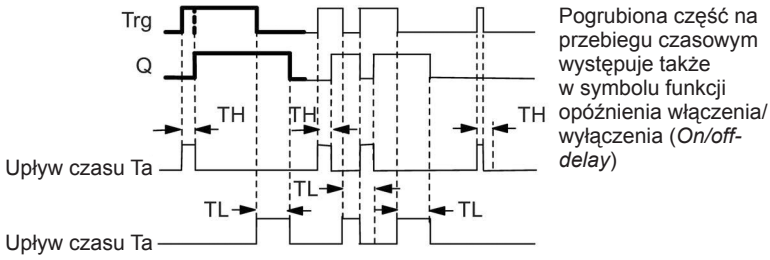 Trg
Q
TH
TH
TH
Upływ czasu Ta
TL
TL
TL
Upływ czasu Ta
Pogrubiona część na
przebiegu czasowym
występuje także
w symbolu funkcji
opóźnienia włączenia/
wyłączenia (On/off-
delay)